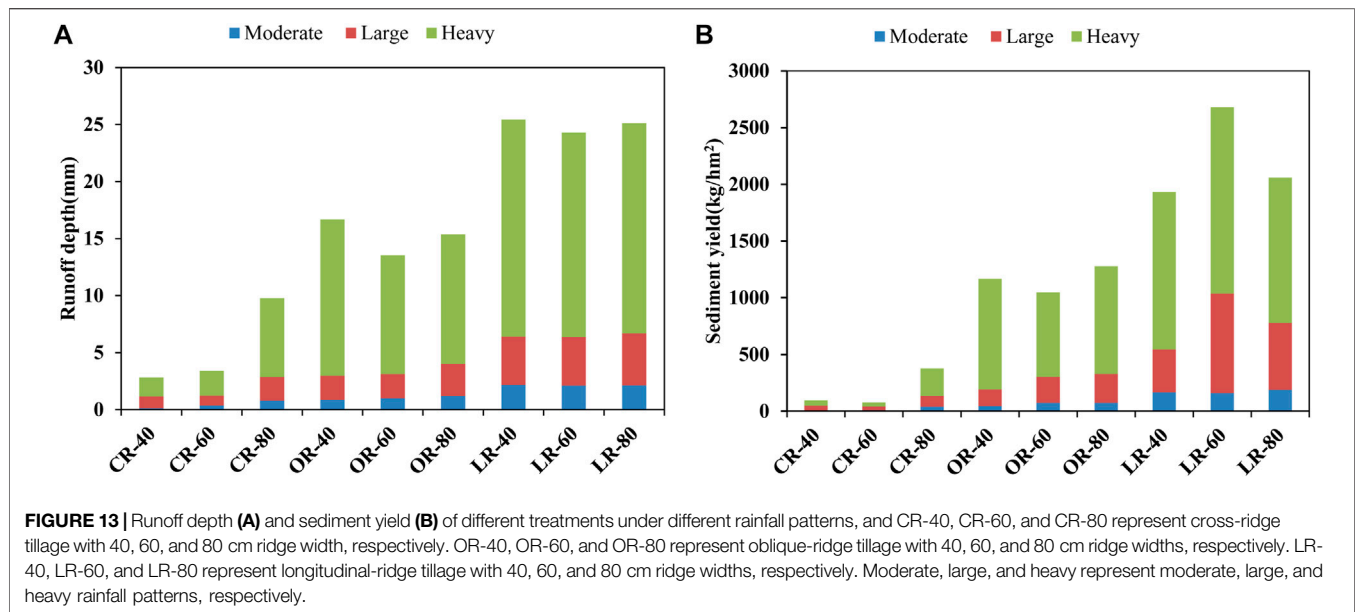 A
Moderate Large Heavy
Runoff depth(mm)
30
25
20
15
10
5
0
CR-40 CR-60 CR-80 OR-40 OR-60 OR-80 LR-40 LR-60 LR-80
B
Moderate Large Heavy
Sediment yield(kg/hm²)
3000
2500
2000
1500
1000
500
0
CR-40 CR-60 CR-80 OR-40 OR-60 OR-80 LR-40 LR-60 LR-80
FIGURE 13 | Runoff depth (A) and sediment yield (B) of different treatments under different rainfall patterns, and CR-40, CR-60, and CR-80 represent cross-ridge
tillage with 40, 60, and 80 cm ridge width, respectively. OR-40, OR-60, and OR-80 represent oblique-ridge tillage with 40, 60, and 80 cm ridge widths, respectively. LR-
40, LR-60, and LR-80 represent longitudinal-ridge tillage with 40, 60, and 80 cm ridge widths, respectively. Moderate, large, and heavy represent moderate, large, and
heavy rainfall patterns, respectively.